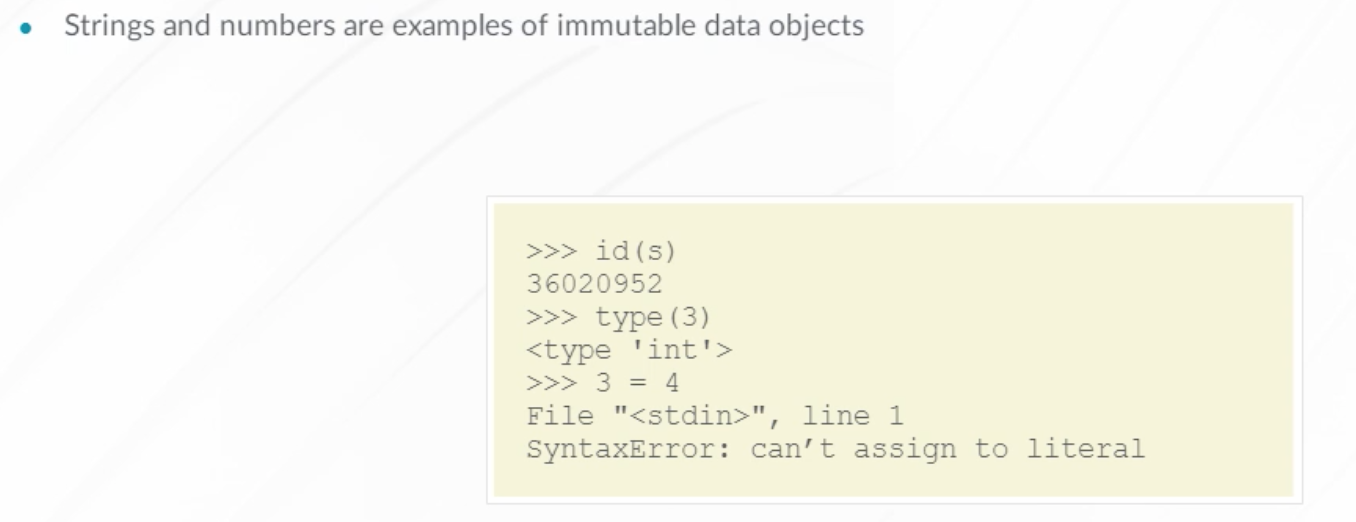 • Strings and numbers are examples of immutable data objects
>>> id(s)
36020952
>>> type(3)
<type 'int'>
>>> 3 = 4
File "<stdin>", line 1
SyntaxError: can’t assign to literal